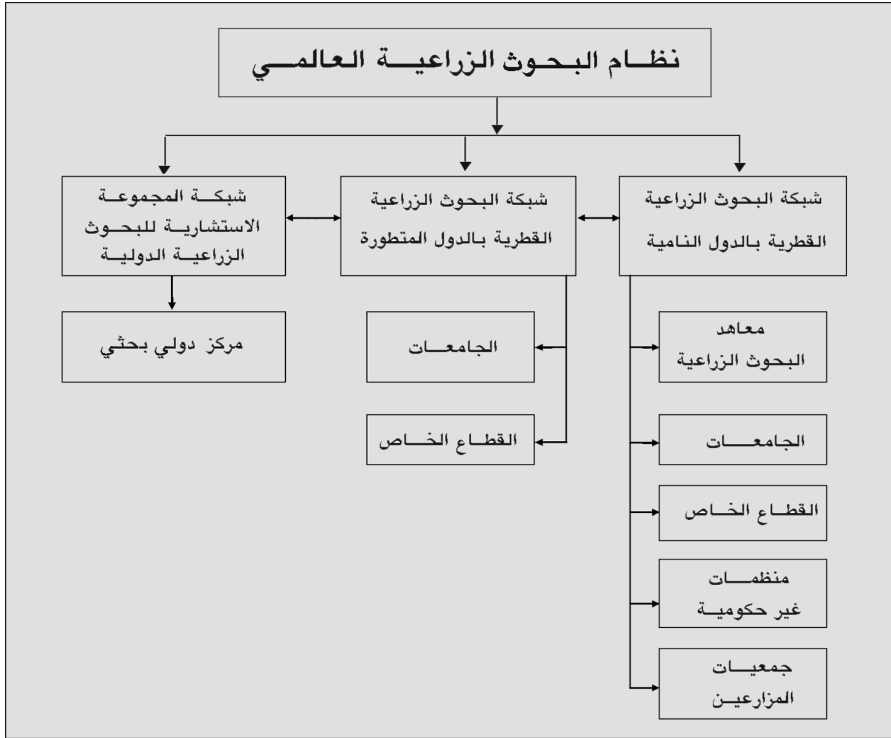 نظام البحوث الزراعية العالمي
شبكة البحوث الزراعية
القطرية بالدول النامية
شبكة البحوث الزراعية
القطرية بالدول المتطورة
شبكة المجموعة
الاستشارية للبحوث
الزراعية الدولية
معاهد
البحوث الزراعية
الجامعات
القطاع الخاص
منظمات
غير حكومية
جمعيات
المزارعين
الجامعات
القطاع الخاص
مركز دولي بحثي